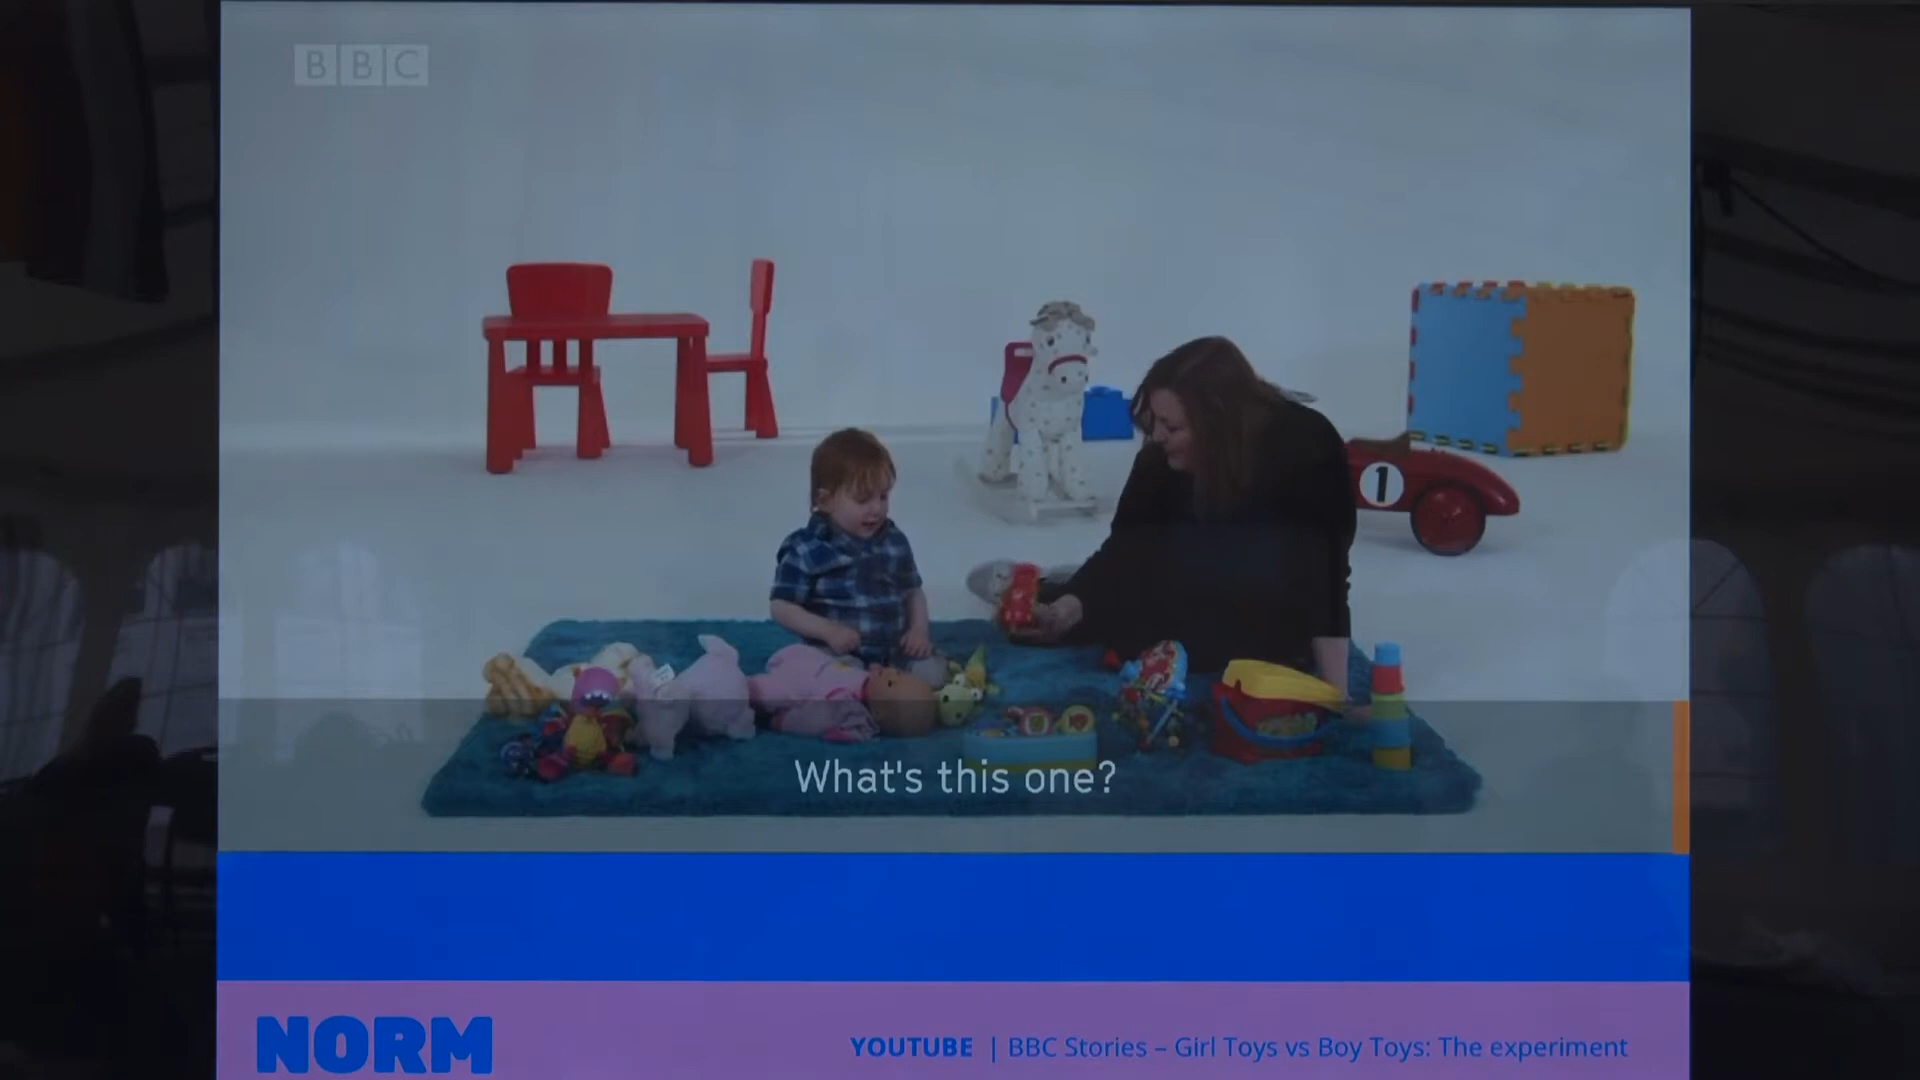 BBC
1
What's this one?
NORM
YOUTUBE | BBC Stories – Girl Toys vs Boy Toys: The experiment